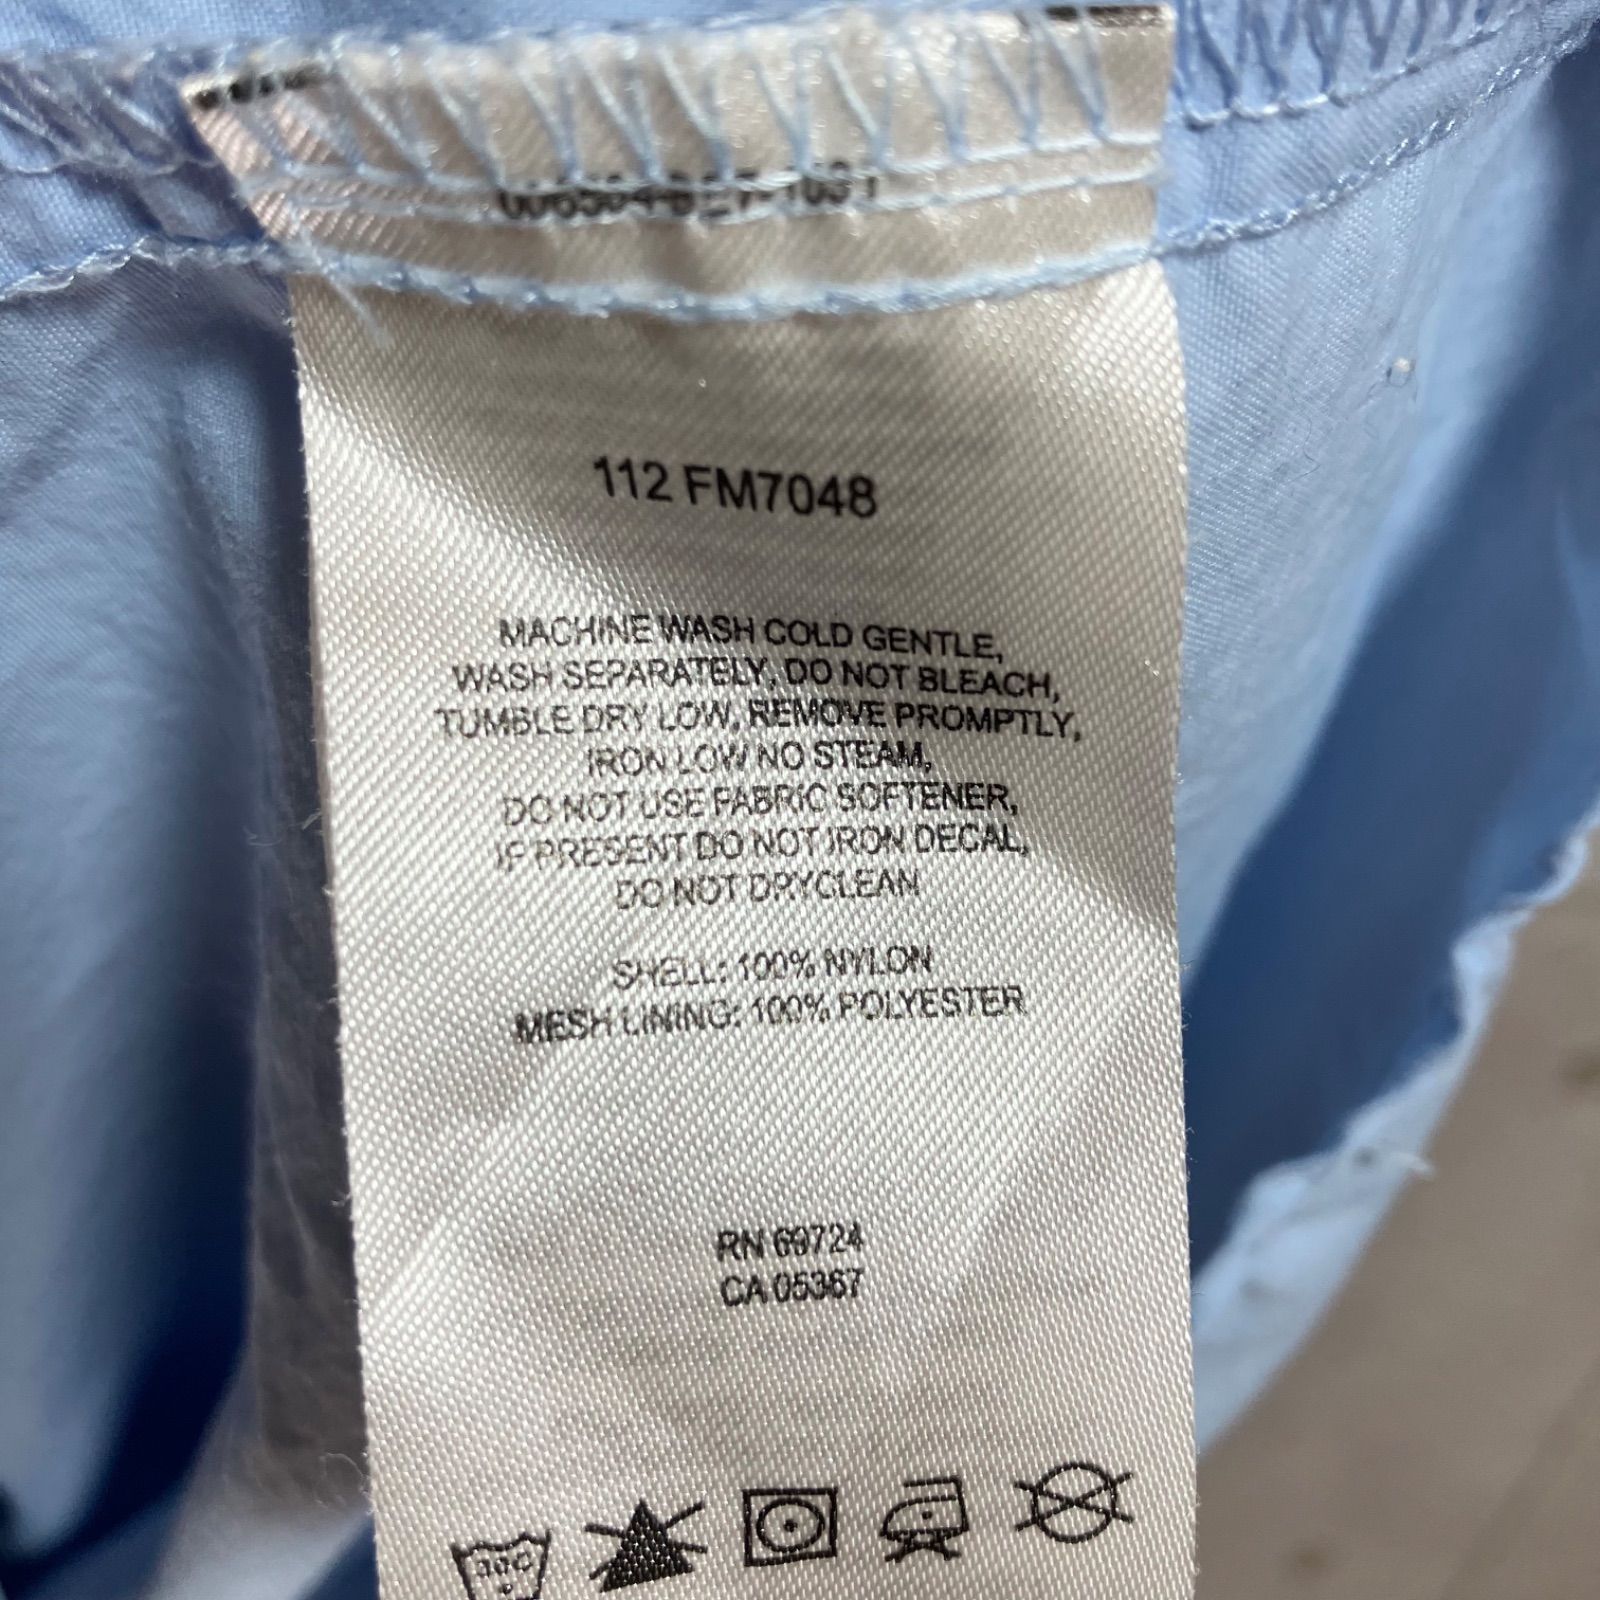 112 FM7048
MACHINE WASH COLD GENTLE,
WASH SEPARATELY, DO NOT BLEACH,
TUMBLE DRY LOW, REMOVE PROMPTLY,
IRON LOW NO STEAM,
DO NOT USE FABRIC SOFTENER,
IF PRESENT DO NOT IRON DECAL,
DO NOT DRYCLEAN
SHELL: 100% NYLON
MESH LINING: 100% POLYESTER
RN 69724
CA 05367
30C